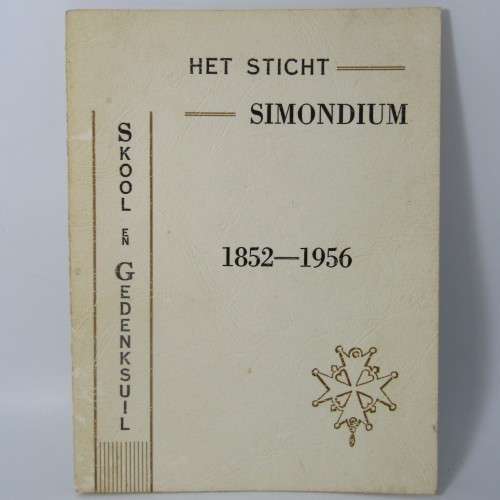 HET STICHT
SIMONDIUM
1852—1956
SKOOL EN GEDENKSUIL